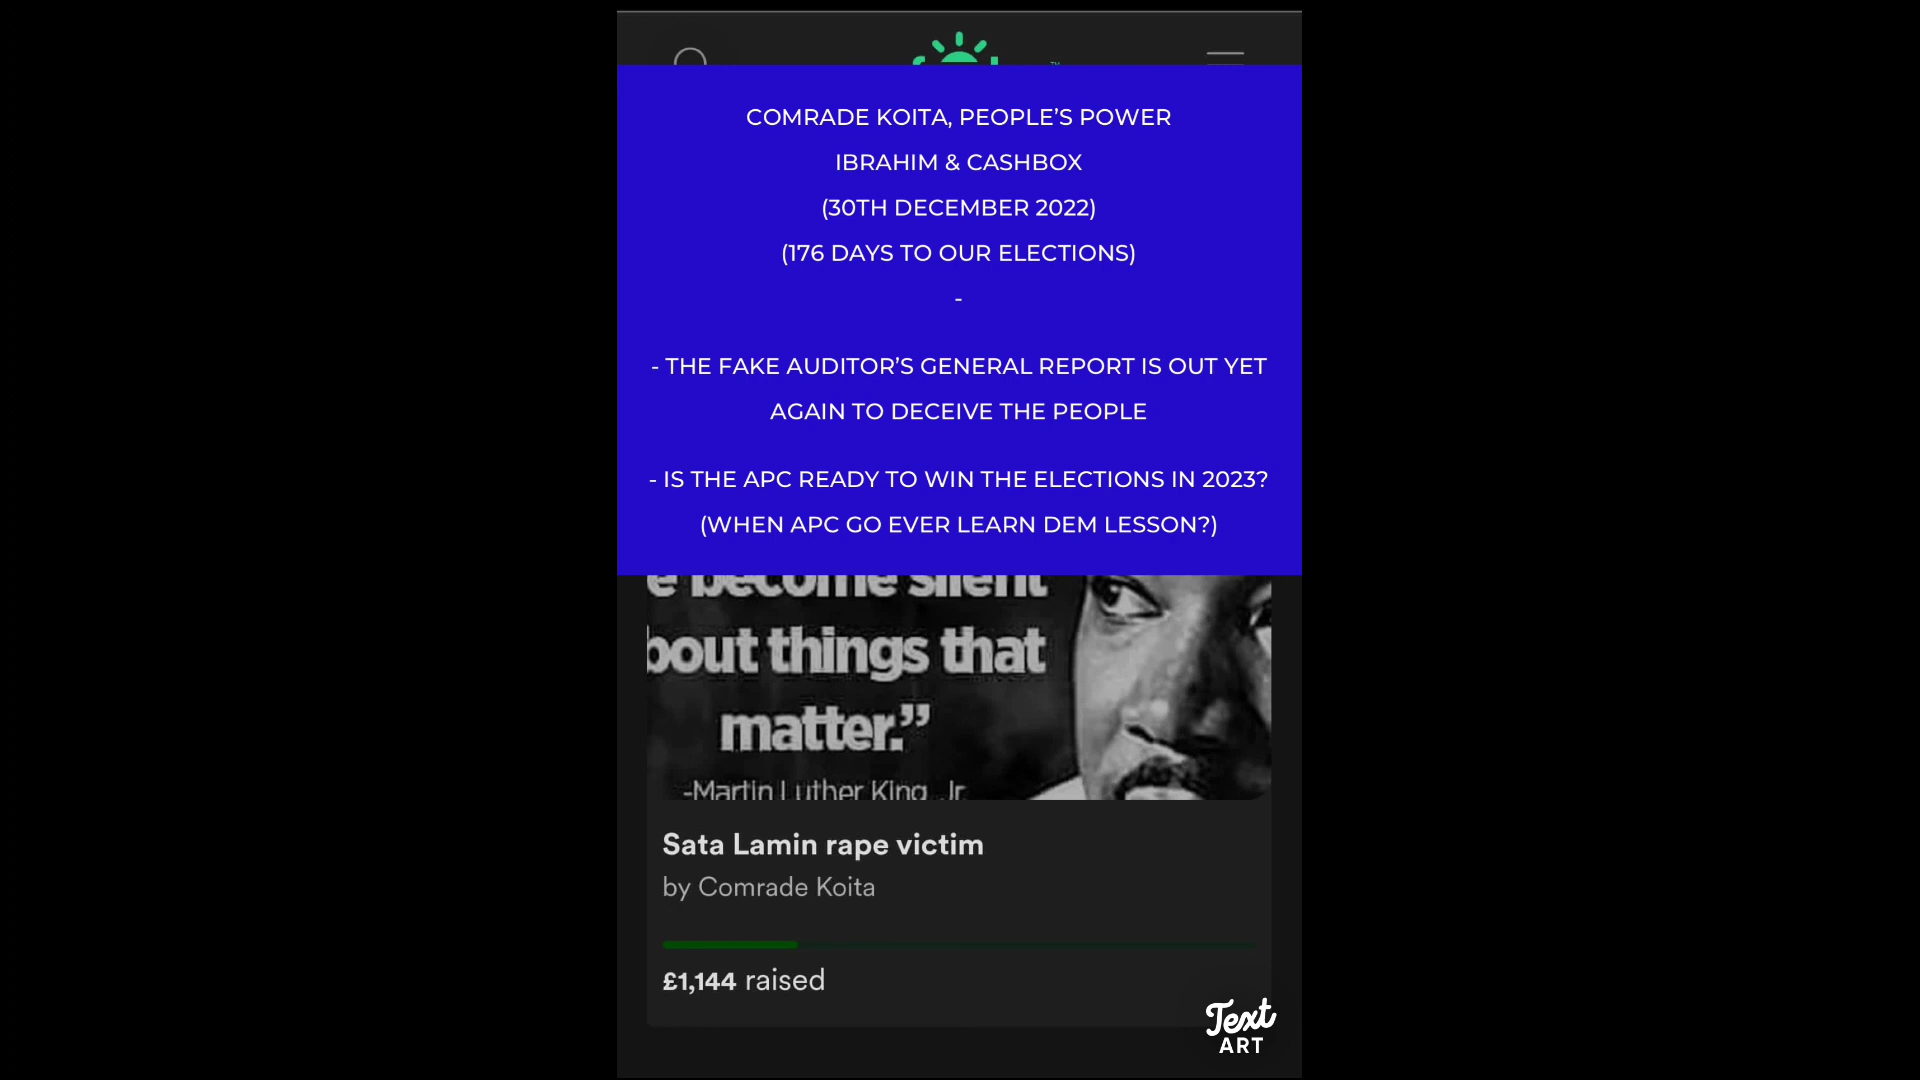 TM
COMRADE KOITA, PEOPLE’S POWER
IBRAHIM & CASHBOX
(30TH DECEMBER 2022)
(176 DAYS TO OUR ELECTIONS)
-
- THE FAKE AUDITOR’S GENERAL REPORT IS OUT YET
AGAIN TO DECEIVE THE PEOPLE
- IS THE APC READY TO WIN THE ELECTIONS IN 2023?
(WHEN APC GO EVER LEARN DEM LESSON?)
e become silent
bout things that
matter.”
-Martin Luther King, Jr.
Sata Lamin rape victim
by Comrade Koita
£1,144 raised
Text
ART